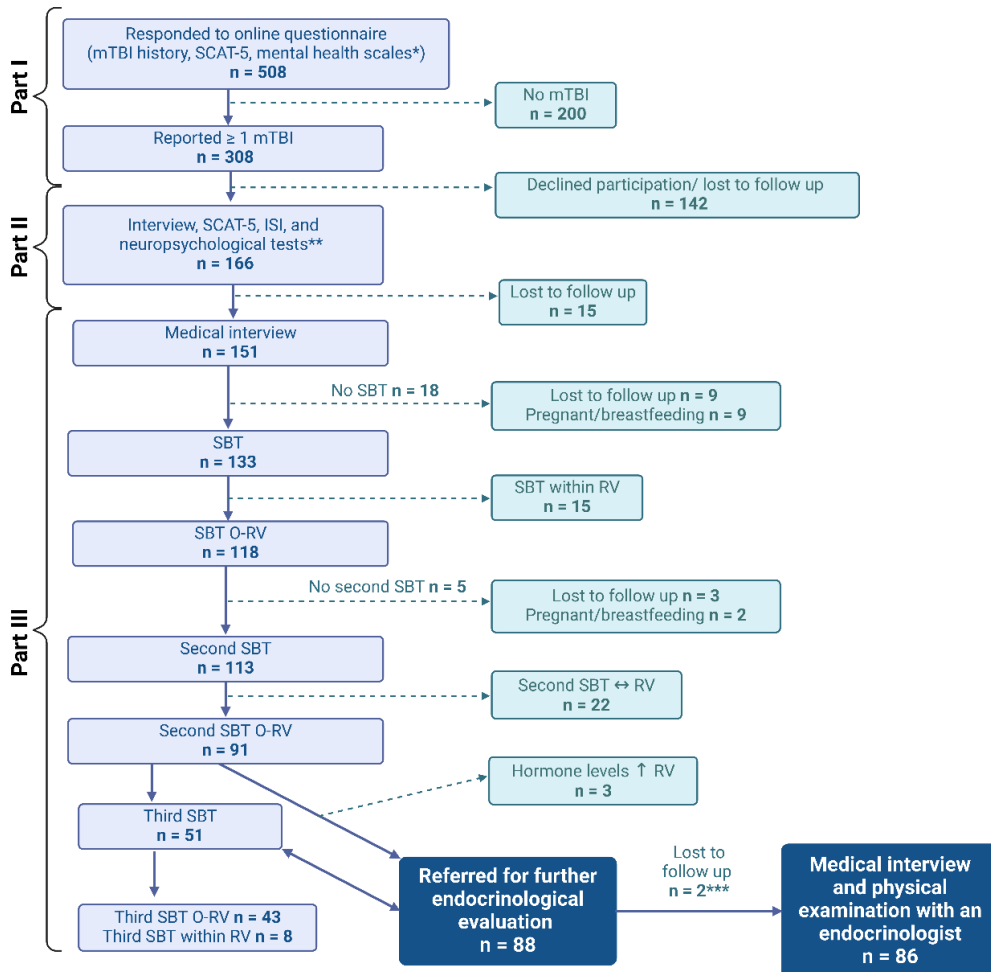 Part I
Responded to online questionnaire
(mTBI history, SCAT-5, mental health scales*)
n = 508
No mTBI
n = 200
Reported ≥ 1 mTBI
n = 308
Declined participation/ lost to follow up
n = 142
Part II
Interview, SCAT-5, ISI, and
neuropsychological tests**
n = 166
Lost to follow up
n = 15
Part III
Medical interview
n = 151
No SBT n = 18
Lost to follow up n = 9
Pregnant/breastfeeding n = 9
SBT
n = 133
SBT within RV
n = 15
SBT O-RV
n = 118
No second SBT n = 5
Lost to follow up n = 3
Pregnant/breastfeeding n = 2
Second SBT
n = 113
Second SBT ↔ RV
n = 22
Second SBT O-RV
n = 91
Hormone levels ↑ RV
n = 3
Third SBT
n = 51
Third SBT O-RV n = 43
Third SBT within RV n = 8
Referred for further
endocrinological
evaluation
n = 88
Lost to
follow up
n = 2***
Medical interview
and physical
examination with an
endocrinologist
n = 86